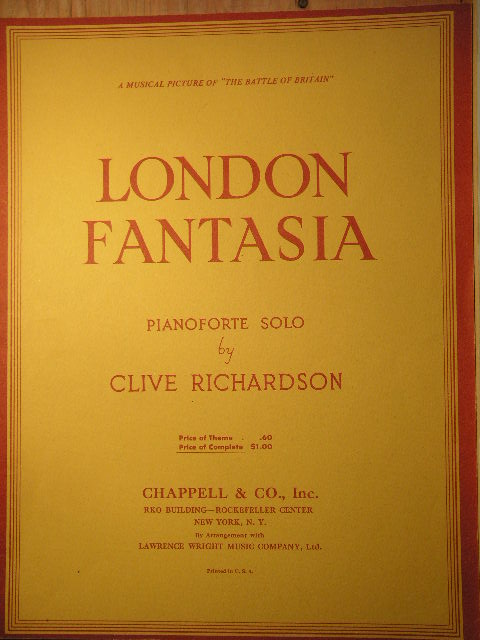 A MUSICAL PICTURE OF "THE BATTLE OF BRITAIN"
LONDON
FANTASIA
PIANOFORTE SOLO
by
CLIVE RICHARDSON
Price of Theme . .60
Price of Complete $1.00
CHAPPELL & CO., Inc.
RKO BUILDING—ROCKEFELLER CENTER
NEW YORK, N. Y.
By Arrangement with
LAWRENCE WRIGHT MUSIC COMPANY, Ltd.
Printed in U. S. A.